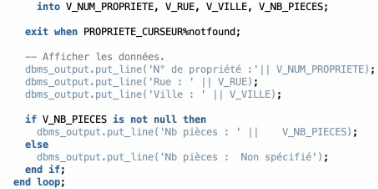 into V_NUM_PROPRIETE, V_RUE, V_VILLE, V_NB_PIECES;
exit when PROPRIETE_CURSEUR%notfound;
-- Afficher les données.
dbms_output.put_line('N° de propriété :'|| V_NUM_PROPRIETE);
dbms_output.put_line('Rue : ' || V_RUE);
dbms_output.put_line('Ville : ' || V_VILLE);
if V_NB_PIECES is not null then
dbms_output.put_line('Nb pièces : ' ||    V_NB_PIECES);
else
dbms_output.put_line('Nb pièces :  Non spécifié');
end if;
end loop;